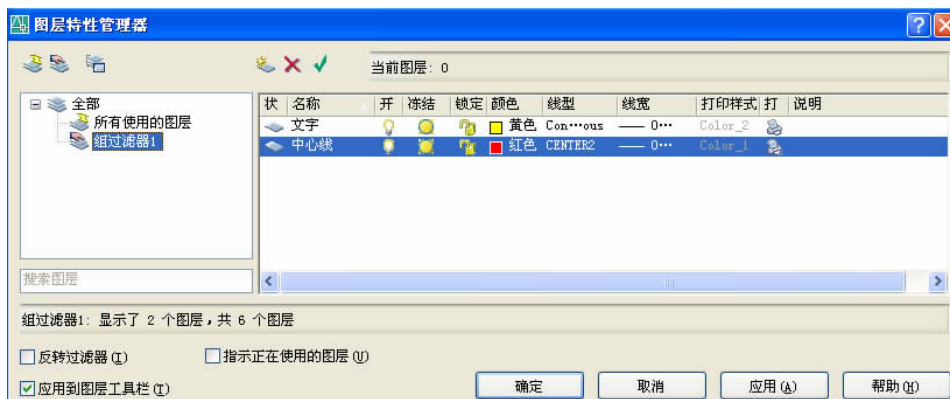 图层特性管理器
当前图层: 0
全部
所有使用的图层
组过滤器1
状 名称 开 冻结 锁定 颜色 线型 线宽 打印样式 打 说明
文字 黄色 Con…ous —— 0… Color_2
中心线 红色 CENTER2 —— 0… Color_1
搜索图层
组过滤器1: 显示了 2 个图层,共 6 个图层
反转过滤器(I) 指示正在使用的图层(U)
应用到图层工具栏(T) 确定 取消 应用(A) 帮助(H)